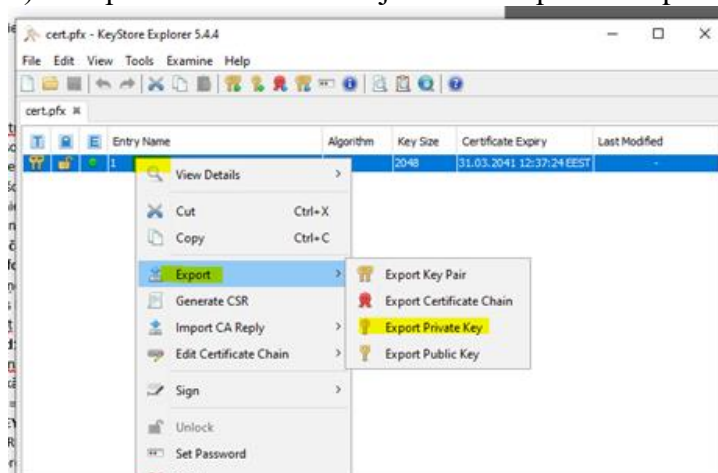 cert.pfx - KeyStore Explorer 5.4.4
File Edit View Tools Examine Help
cert.pfx
T E Entry Name Algorithm Key Size Certificate Expiry Last Modified
1 2048 31.03.2041 12:37:24 EEST -
View Details
Cut Ctrl+X
Copy Ctrl+C
Export
Export Key Pair
Generate CSR
Export Certificate Chain
Import CA Reply
Export Private Key
Edit Certificate Chain
Export Public Key
Sign
Unlock
Set Password